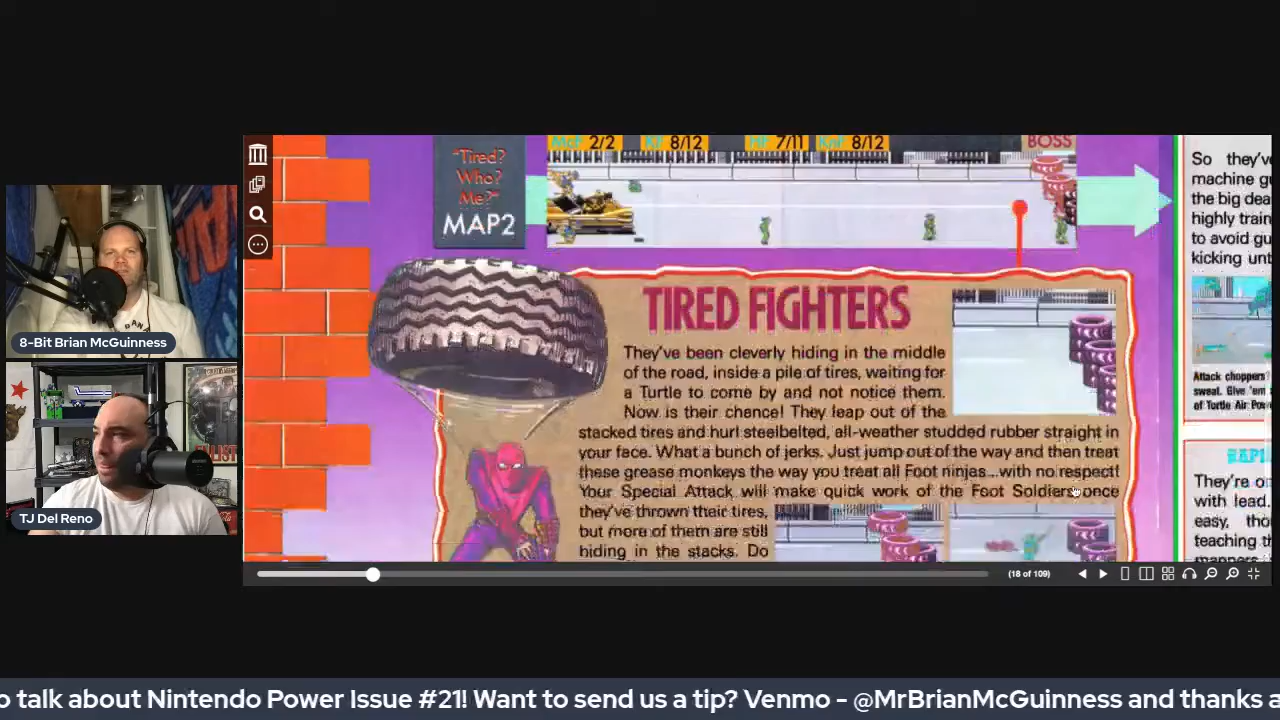 "Tired?
Who?
Me?"
MAP2
2/2
8/12
7/11
8/12
BOSS
TIRED FIGHTERS
They've been cleverly hiding in the middle
of the road, inside a pile of tires, waiting for
a Turtle to come by and not notice them.
Now is their chance! They leap out of the
stacked tires and hurl steelbelted, all-weather studded rubber straight in
your face. What a bunch of jerks. Just jump out of the way and then treat
these grease monkeys the way you treat all Foot ninjas...with no respect!
Your Special Attack will make quick work of the Foot Soldiers once
they've thrown their tires,
but more of them are still
hiding in the stacks. Do
So they'v
machine gu
the big dea
highly train
to avoid gu
kicking unt
Attack choppers?
sweat. Give 'em
of Turtle Air Pow
They're o
with lead.
easy, tho
teaching th
manners
8-Bit Brian McGuinness
TJ Del Reno
(18 of 109)
o talk about Nintendo Power Issue #21! Want to send us a tip? Venmo - @MrBrianMcGuinness and thanks a